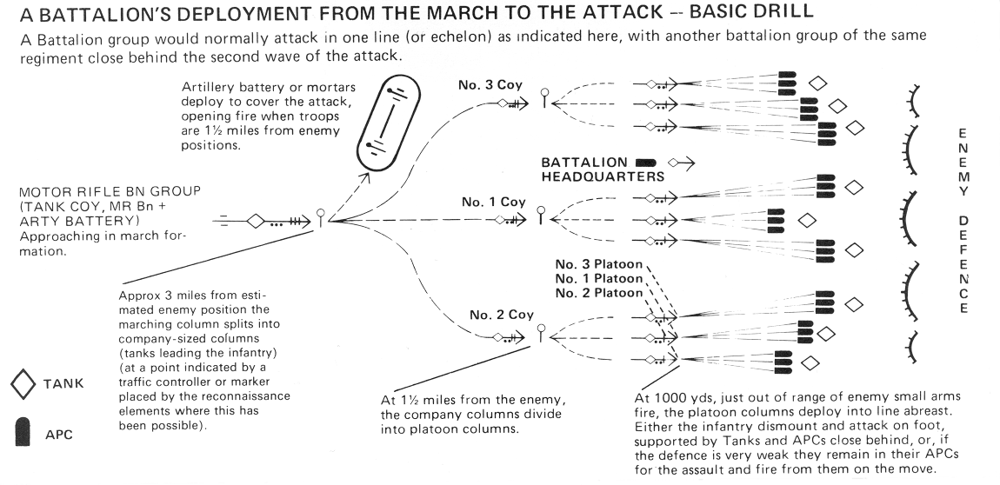 A BATTALION'S DEPLOYMENT FROM THE MARCH TO THE ATTACK -- BASIC DRILL
A Battalion group would normally attack in one line (or echelon) as indicated here, with another battalion group of the same
regiment close behind the second wave of the attack.
Artillery battery or mortars
deploy to cover the attack,
opening fire when troops
are 1½ miles from enemy
positions.
No. 3 Coy
BATTALION
HEADQUARTERS
MOTOR RIFLE BN GROUP
(TANK COY, MR Bn +
ARTY BATTERY)
Approaching in march for-
mation.
No. 1 Coy
ENEMY DEFENCE
No. 3 Platoon
No. 1 Platoon
No. 2 Platoon
No. 2 Coy
Approx 3 miles from esti-
mated enemy position the
marching column splits into
company-sized columns
(tanks leading the infantry)
(at a point indicated by a
traffic controller or marker
placed by the reconnaissance
elements where this has
been possible).
TANK
APC
At 1½ miles from the enemy,
the company columns divide
into platoon columns.
At 1000 yds, just out of range of enemy small arms
fire, the platoon columns deploy into line abreast.
Either the infantry dismount and attack on foot,
supported by Tanks and APCs close behind, or, if
the defence is very weak they remain in their APCs
for the assault and fire from them on the move.